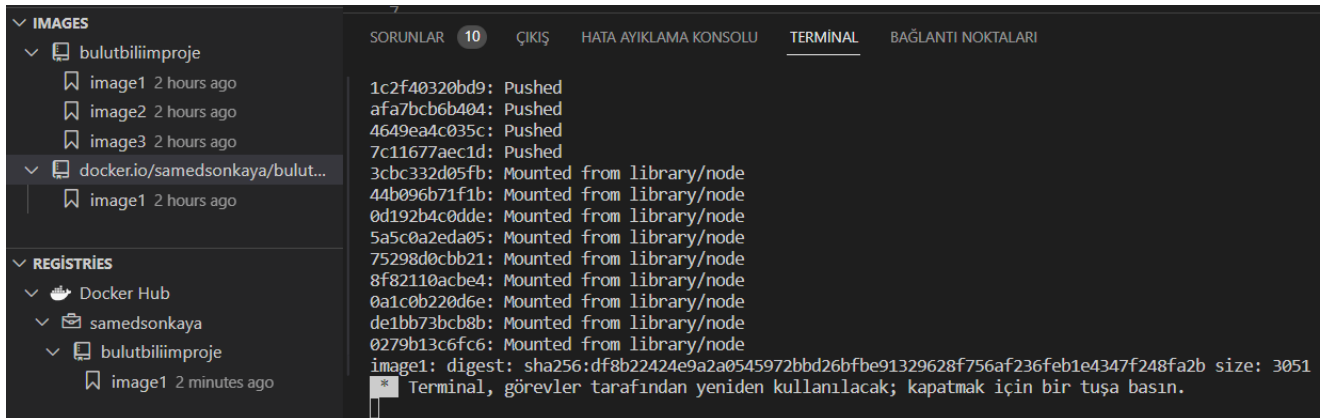 IMAGES
bulutbiliimproje
image1 2 hours ago
image2 2 hours ago
image3 2 hours ago
docker.io/samedsonkaya/bulut...
image1 2 hours ago
REGİSTRİES
Docker Hub
samedsonkaya
bulutbiliimproje
image1 2 minutes ago
SORUNLAR 10 ÇIKIŞ HATA AYIKLAMA KONSOLU TERMİNAL BAĞLANTI NOKTALARI
1c2f40320bd9: Pushed
afa7bcb6b404: Pushed
4649ea4c035c: Pushed
7c11677aec1d: Pushed
3cbc332d05fb: Mounted from library/node
44b096b71f1b: Mounted from library/node
0d192b4c0dde: Mounted from library/node
5a5c0a2eda05: Mounted from library/node
75298d0cbb21: Mounted from library/node
8f82110acbe4: Mounted from library/node
0a1c0b220d6e: Mounted from library/node
de1bb73bcb8b: Mounted from library/node
0279b13c6fc6: Mounted from library/node
image1: digest: sha256:df8b22424e9a2a0545972bbd26bfbe91329628f756af236feb1e4347f248fa2b size: 3051
* Terminal, görevler tarafından yeniden kullanılacak; kapatmak için bir tuşa basın.